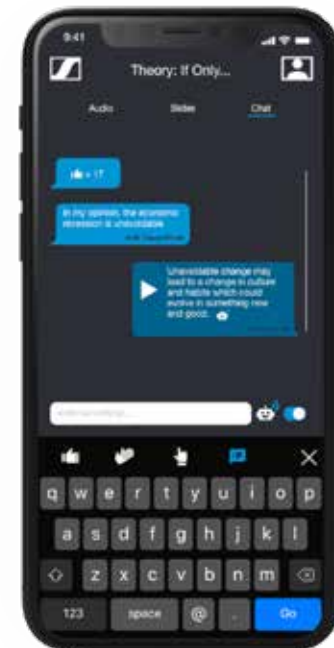 9:41
Theory: If Only...
Audio
Slides
Chat
= 17
In my opinion, the economic
recession is unavoidable
Unavoidable change may
lead to a change in culture
and habits which could
evolve in something new
and good.
q w e r t y u i o p
a s d f g h j k l
z x c v b n m
123 space @ . Go